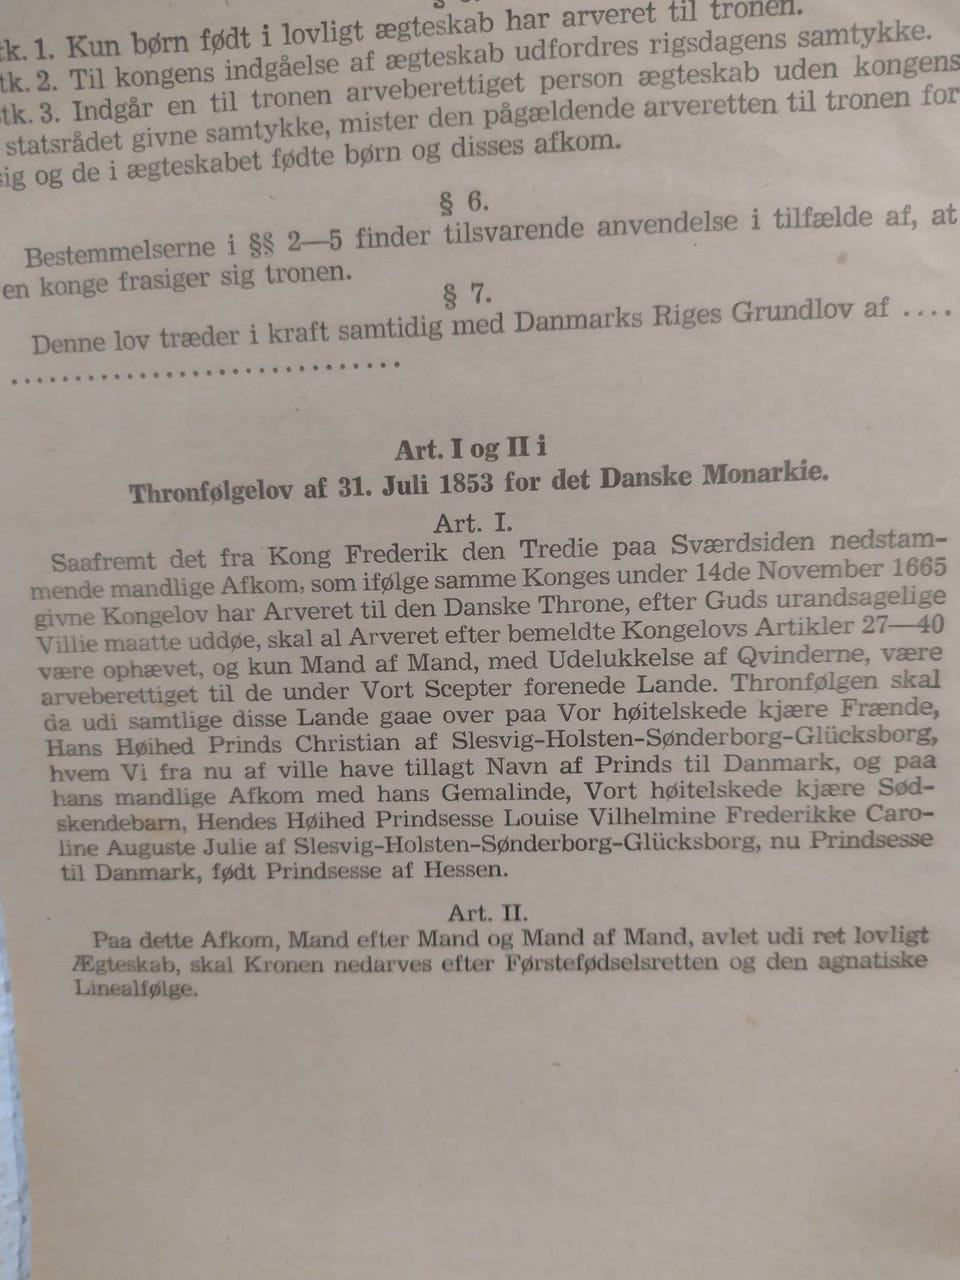 tk. 1. Kun børn født i lovligt ægteskab har arveret til tronen.
tk. 2. Til kongens indgåelse af ægteskab udfordres rigsdagens samtykke.
tk. 3. Indgår en til tronen arveberettiget person ægteskab uden kongens
statsrådet givne samtykke, mister den pågældende arveretten til tronen for
sig og de i ægteskabet fødte børn og disses afkom.
§ 6.
Bestemmelserne i §§ 2—5 finder tilsvarende anvendelse i tilfælde af, at
en konge frasiger sig tronen.
§ 7.
Denne lov træder i kraft samtidig med Danmarks Riges Grundlov af ....
..............................
Art. I og II i
Thronfølgelov af 31. Juli 1853 for det Danske Monarkie.
Art. I.
Saafremt det fra Kong Frederik den Tredie paa Sværdsiden nedstam-
mende mandlige Afkom, som ifølge samme Konges under 14de November 1665
givne Kongelov har Arveret til den Danske Throne, efter Guds urandsagelige
Villie maatte uddøe, skal al Arveret efter bemeldte Kongelovs Artikler 27—40
være ophævet, og kun Mand af Mand, med Udelukkelse af Qvinderne, være
arveberettiget til de under Vort Scepter forenede Lande. Thronfølgen skal
da udi samtlige disse Lande gaae over paa Vor høitelskede kjære Frænde,
Hans Høihed Prinds Christian af Slesvig-Holsten-Sønderborg-Glücksborg,
hvem Vi fra nu af ville have tillagt Navn af Prinds til Danmark, og paa
hans mandlige Afkom med hans Gemalinde, Vort høitelskede kjære Sød-
skendebarn, Hendes Høihed Prindsesse Louise Vilhelmine Frederikke Caro-
line Auguste Julie af Slesvig-Holsten-Sønderborg-Glücksborg, nu Prindsesse
til Danmark, født Prindsesse af Hessen.
Art. II.
Paa dette Afkom, Mand efter Mand og Mand af Mand, avlet udi ret lovligt
Ægteskab, skal Kronen nedarves efter Førstefødselsretten og den agnatiske
Linealfølge.